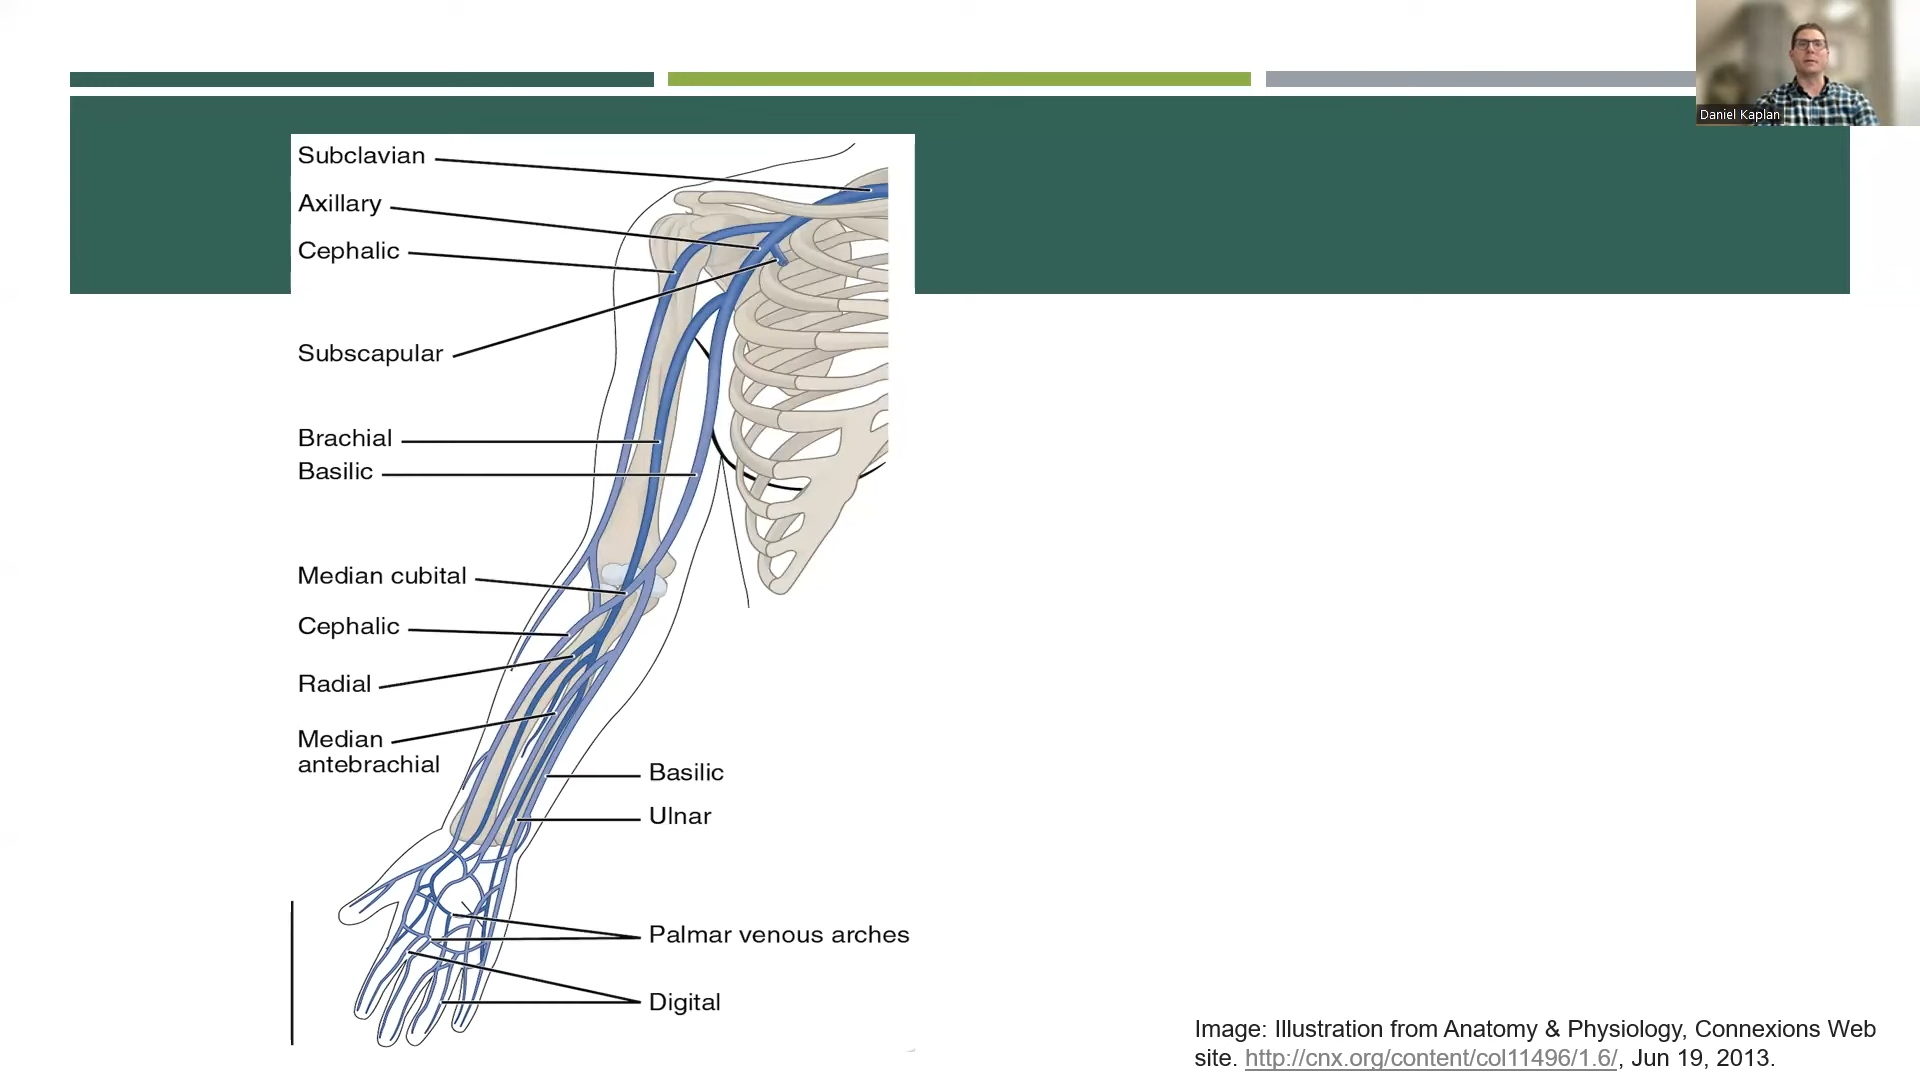 Daniel Kaplan
Subclavian
Axillary
Cephalic
Subscapular
Brachial
Basilic
Median cubital
Cephalic
Radial
Median
antebrachial
Basilic
Ulnar
Palmar venous arches
Digital
Image: Illustration from Anatomy & Physiology, Connexions Web
site. http://cnx.org/content/col11496/1.6/, Jun 19, 2013.